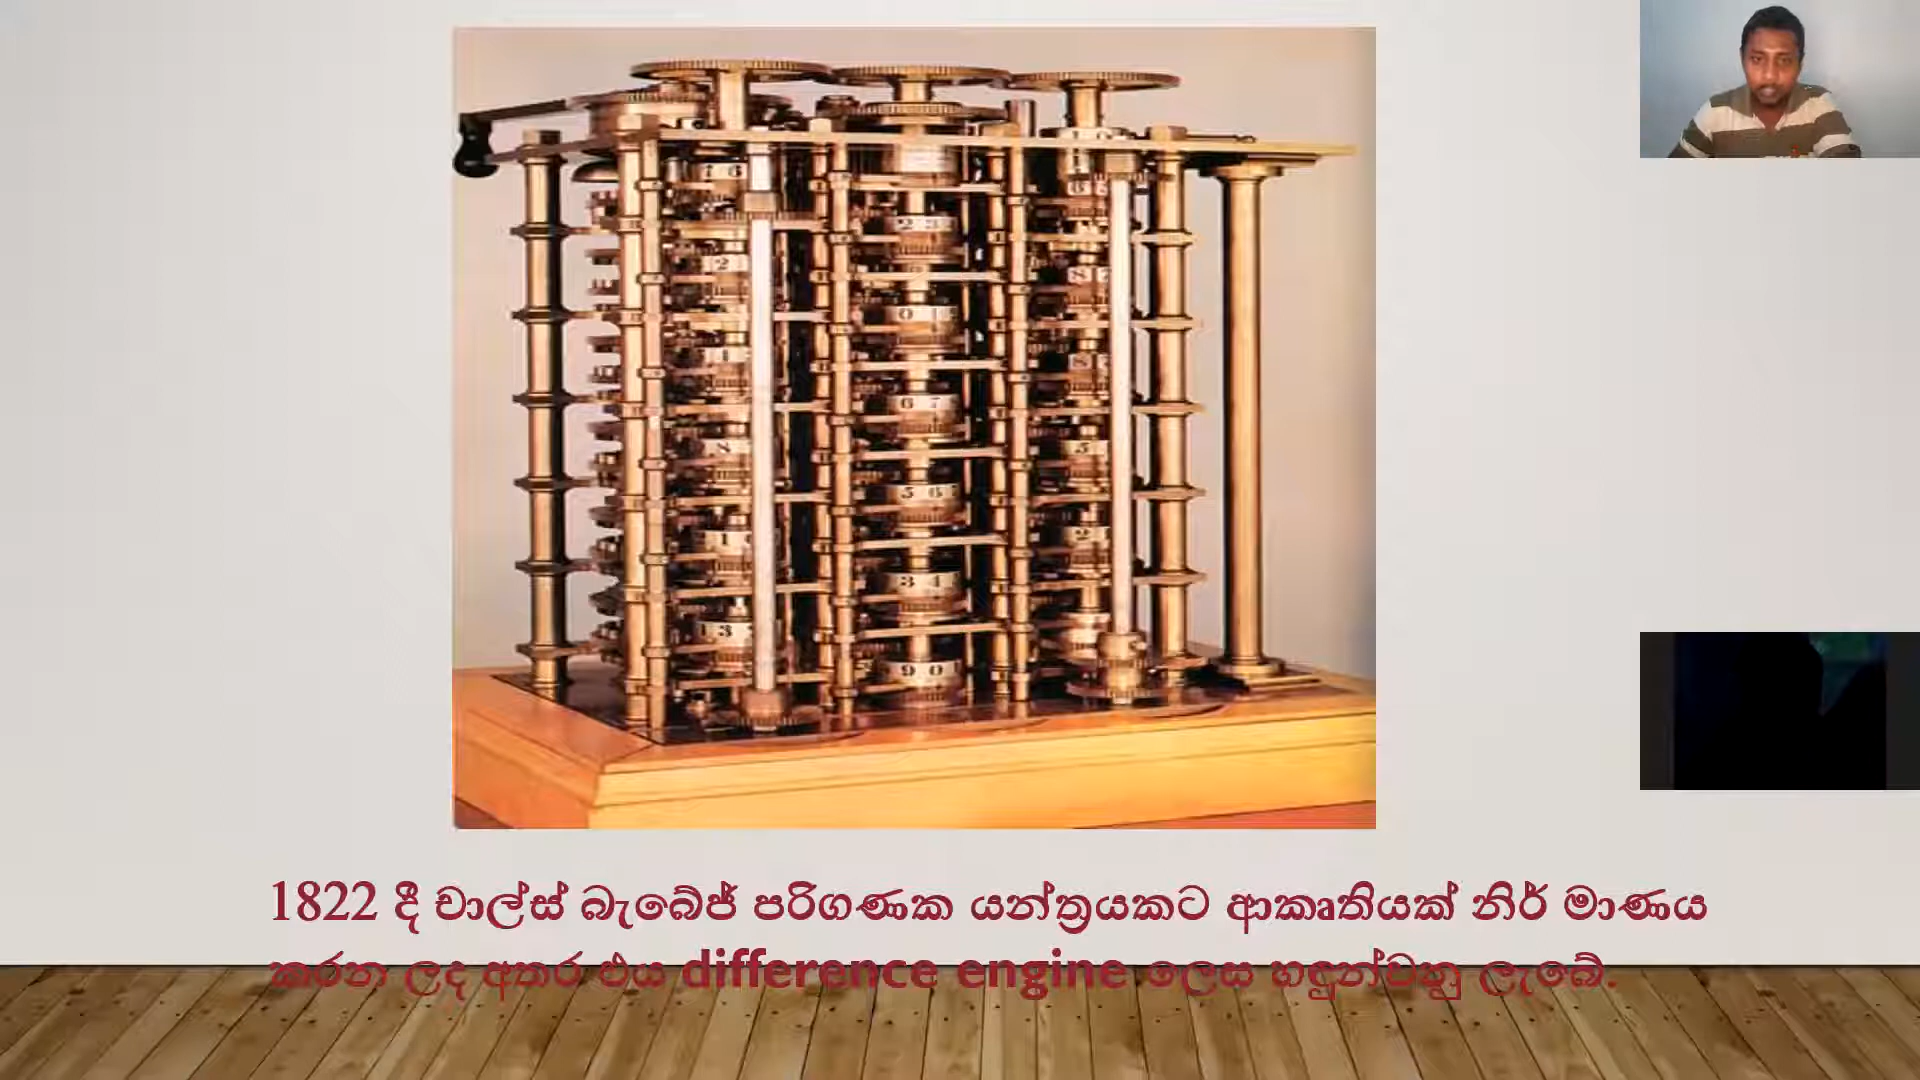 1822 දී චාල්ස් බැබේජ් පරිගණක යන්ත්‍රයකට ආකෘතියක් නිර් මාණය
කරන ලද අතර එය difference engine ලෙස හඳුන්වනු ලැබේ.